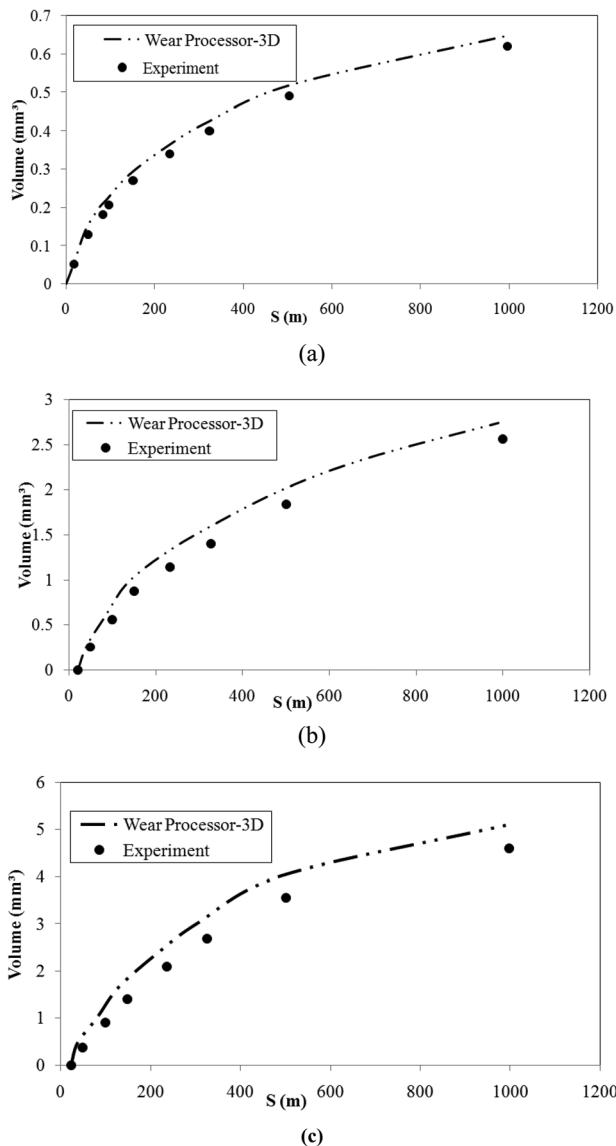 0.7
Wear Processor-3D
0.6
Experiment
0.5
0.4
0.3
0.2
0.1
0
Volume (mm³)
0 200 400 600 800 1000 1200
S (m)
(a)
3
Wear Processor-3D
2.5
Experiment
2
1.5
1
0.5
0
Volume (mm³)
0 200 400 600 800 1000 1200
S (m)
(b)
6
Wear Processor-3D
5
Experiment
4
3
2
1
0
Volume (mm³)
0 200 400 600 800 1000 1200
S (m)
(c)